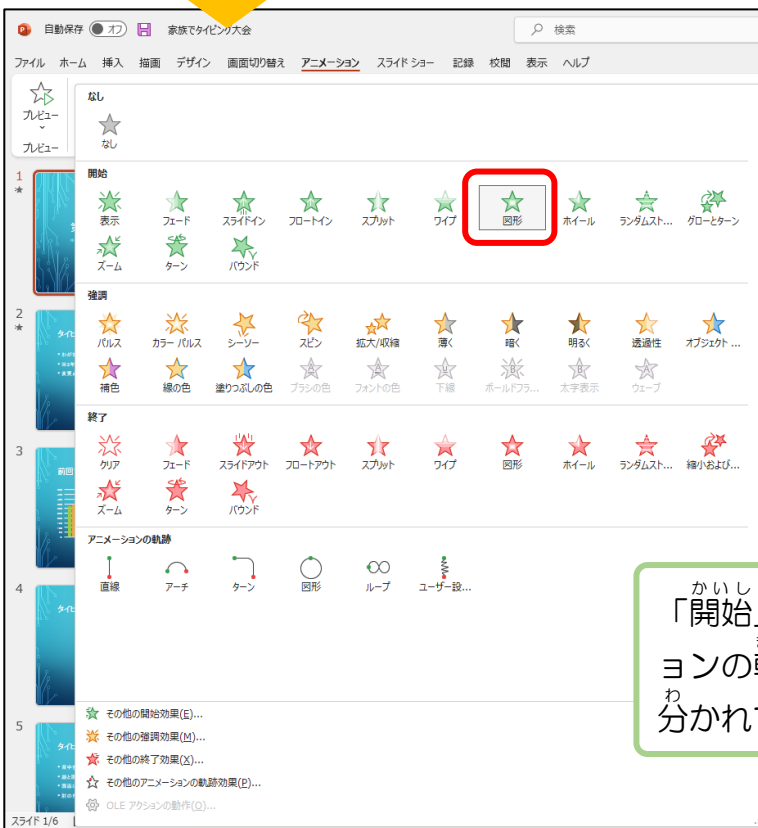 自動保存 オフ 家族でタイピング大会 検索
ファイル ホーム 挿入 描画 デザイン 画面切り替え アニメーション スライド ショー 記録 校閲 表示 ヘルプ
プレビュー
プレビュー
なし
なし
開始
表示 フェード スライドイン フロートイン スプリット ワイプ 図形 ホイール ランダムスト... グローとターン
ズーム ターン バウンド
強調
パルス カラー パルス シーソー スピン 拡大/収縮 薄く 暗く 明るく 透過性 オブジェクト ...
補色 線の色 塗りつぶしの色 ブラシの色 フォントの色 下線 ボールドフラ... 太字表示 ウェーブ
終了
クリア フェード スライドアウト フロートアウト スプリット ワイプ 図形 ホイール ランダムスト... 縮小および...
ズーム ターン バウンド
アニメーションの軌跡
直線 アーチ ターン 図形 ループ ユーザー設...
その他の開始効果(E)...
その他の強調効果(M)...
その他の終了効果(X)...
その他のアニメーションの軌跡効果(P)...
OLE アクションの動作(O)...
1
2
3
前回
4
5
スライド 1/6
かいし
「開始」
ョンの
わ
分かれ